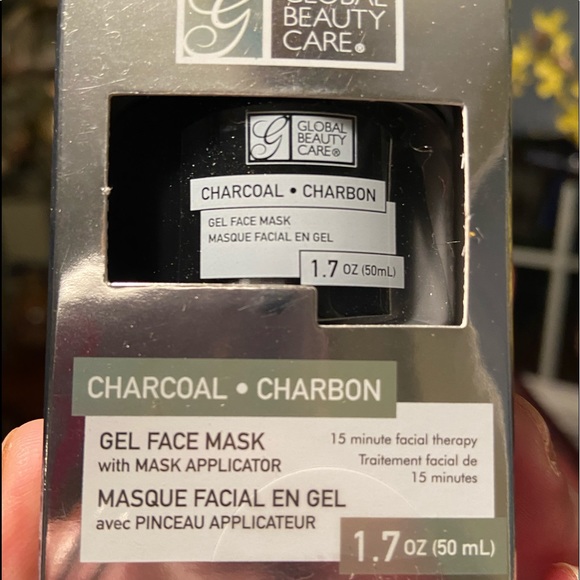 G
GLOBAL
BEAUTY
CARE®
G
GLOBAL
BEAUTY
CARE®
CHARCOAL • CHARBON
GEL FACE MASK
MASQUE FACIAL EN GEL
1.7 OZ (50mL)
CHARCOAL • CHARBON
GEL FACE MASK
with MASK APPLICATOR
15 minute facial therapy
Traitement facial de
15 minutes
MASQUE FACIAL EN GEL
avec PINCEAU APPLICATEUR
1.7 OZ (50 mL)